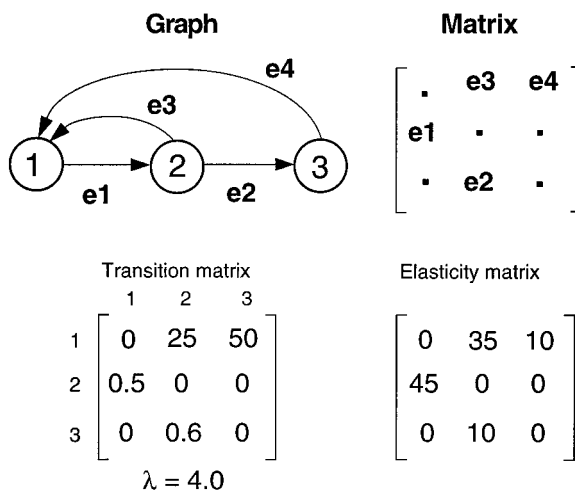 Graph
Matrix
e4
e3
1 2 3
e1 e2
. e3 e4
e1 . .
. e2 .
Transition matrix
1 2 3
1 0 25 50
2 0.5 0 0
3 0 0.6 0
λ = 4.0
Elasticity matrix
0 35 10
45 0 0
0 10 0